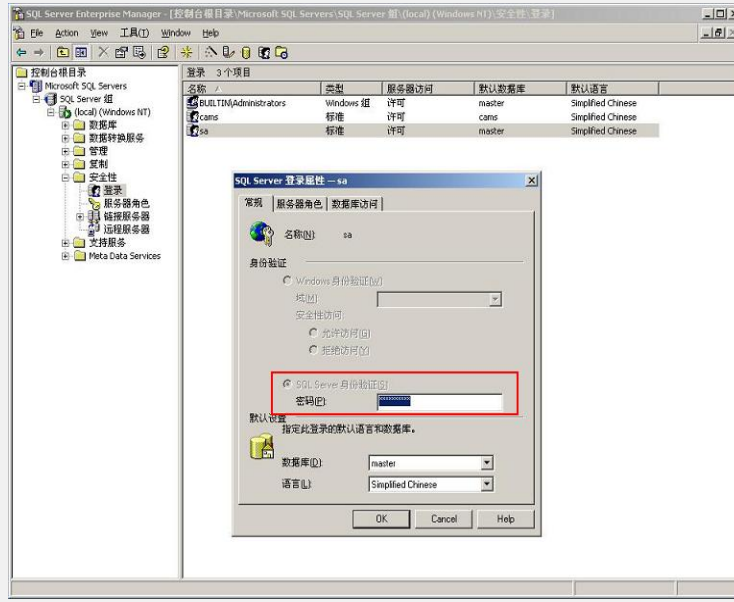 SQL Server Enterprise Manager - [控制台根目录\Microsoft SQL Servers\SQL Server 组\(local) (Windows NT)\安全性\登录]
File Action View 工具(T) Window Help
控制台根目录
Microsoft SQL Servers
SQL Server 组
(local) (Windows NT)
数据库
数据转换服务
管理
复制
安全性
登录
服务器角色
链接服务器
远程服务器
支持服务
Meta Data Services
登录 3个项目
名称 类型 服务器访问 默认数据库 默认语言
BUILTIN\Administrators Windows 组 许可 master Simplified Chinese
cams 标准 许可 cams Simplified Chinese
sa 标准 许可 master Simplified Chinese
SQL Server 登录属性 — sa
常规 服务器角色 数据库访问
名称(N): sa
身份验证
Windows 身份验证(W)
域(M):
安全性访问:
允许访问(G)
拒绝访问(Y)
SQL Server 身份验证(S)
密码(P): **********
默认设置
指定此登录的默认语言和数据库。
数据库(D): master
语言(L): Simplified Chinese
OK Cancel Help